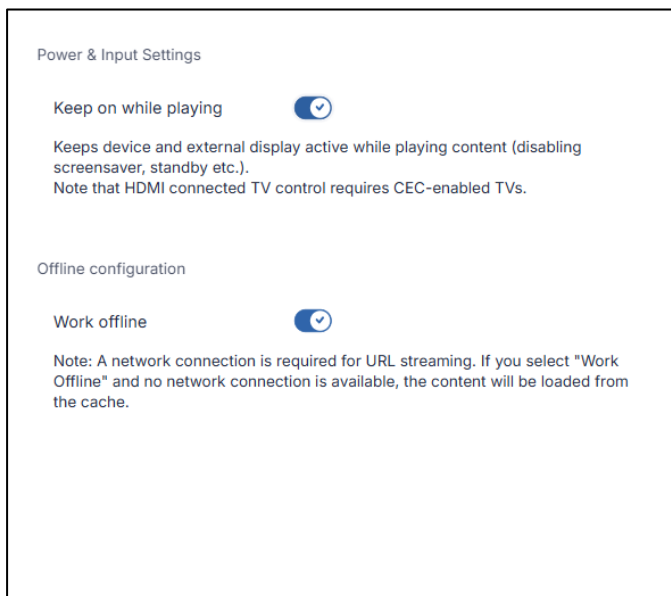 Power & Input Settings
Keep on while playing
Keeps device and external display active while playing content (disabling
screensaver, standby etc.).
Note that HDMI connected TV control requires CEC-enabled TVs.
Offline configuration
Work offline
Note: A network connection is required for URL streaming. If you select "Work
Offline" and no network connection is available, the content will be loaded from
the cache.